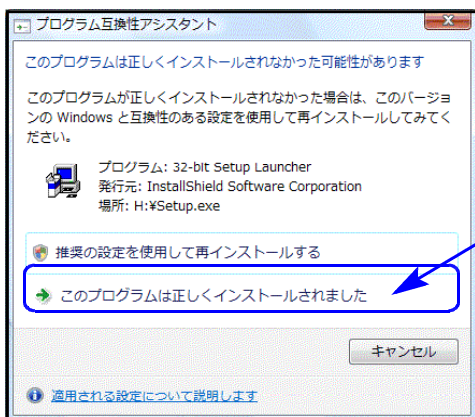 プログラム互換性アシスタント
このプログラムは正しくインストールされなかった可能性があります
このプログラムが正しくインストールされなかった場合は、このバージョ
ンの Windows と互換性のある設定を使用して再インストールしてみてく
ださい。
プログラム: 32-bit Setup Launcher
発行元: InstallShield Software Corporation
場所: H:¥Setup.exe
推奨の設定を使用して再インストールする
このプログラムは正しくインストールされました
キャンセル
適用される設定について説明します